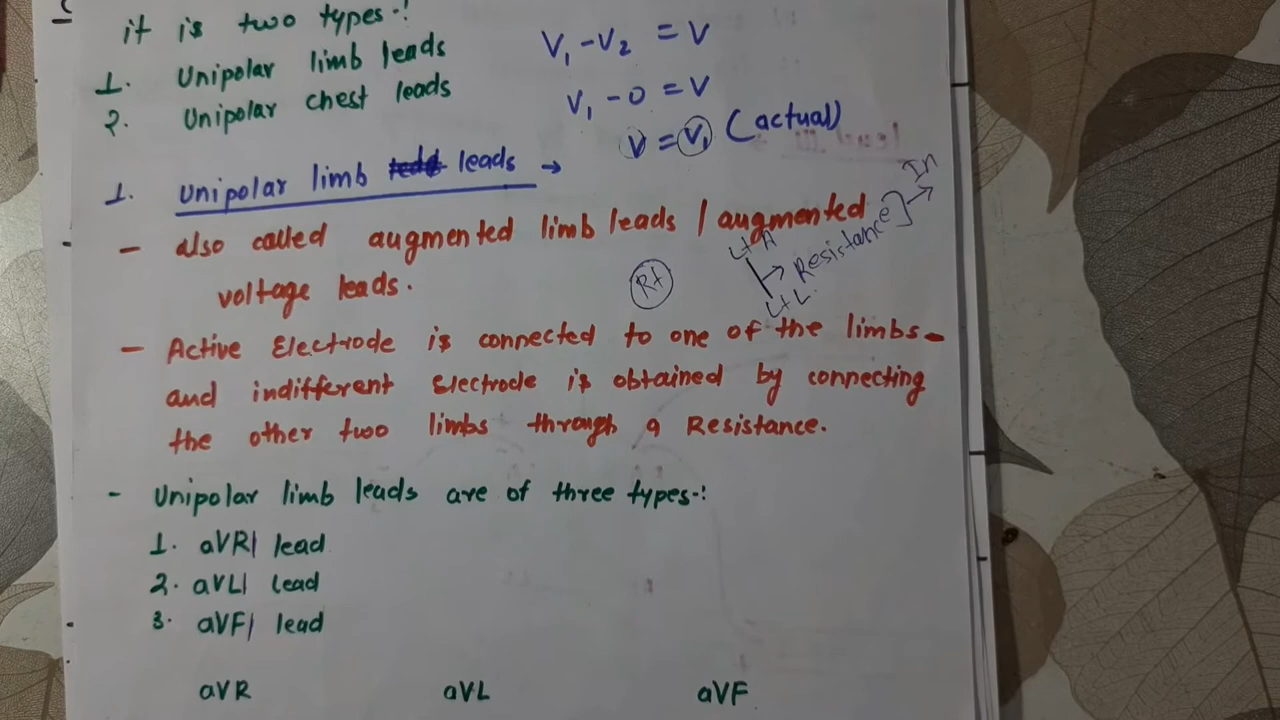 it is two types -:
1. Unipolar limb leads
2. Unipolar chest leads
V1 - V2 = V
V1 - 0 = V
V = V1 (actual)
1. Unipolar limb leads →
- also called augmented limb leads / augmented
voltage leads.
Rt
Lt A
Lt L.
→ Resistance] → In
- Active Electrode is connected to one of the limbs-
and indifferent Electrode is obtained by connecting
the other two limbs through a Resistance.
- Unipolar limb leads are of three types-:
1. aVR| lead
2. aVL| lead
3. aVF| lead
aVR aVL aVF